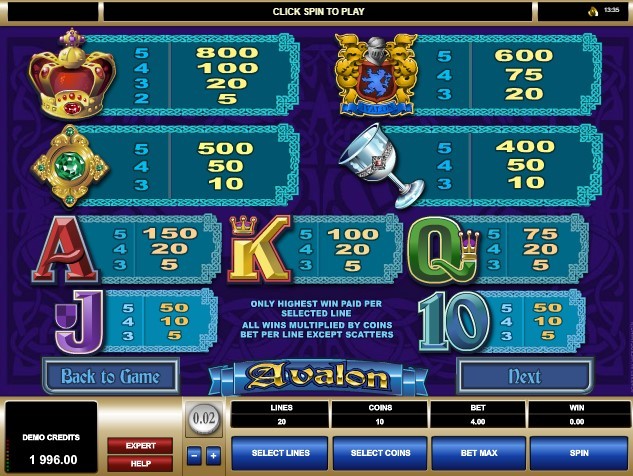 CLICK SPIN TO PLAY
13:35
5 800
4 100
3 20
2 5
5 600
4 75
3 20
AVALON
5 500
4 50
3 10
5 400
4 50
3 10
A
5 150
4 20
3 5
K
5 100
4 20
3 5
Q
5 75
4 20
3 5
J
5 50
4 10
3 5
ONLY HIGHEST WIN PAID PER
SELECTED LINE
ALL WINS MULTIPLIED BY COINS
BET PER LINE EXCEPT SCATTERS
10
5 50
4 10
3 5
Back to Game
Avalon
Next
DEMO CREDITS
1 996.00
EXPERT
HELP
0.02
− +
LINES
20
COINS
10
BET
4.00
WIN
0.00
SELECT LINES
SELECT COINS
BET MAX
SPIN